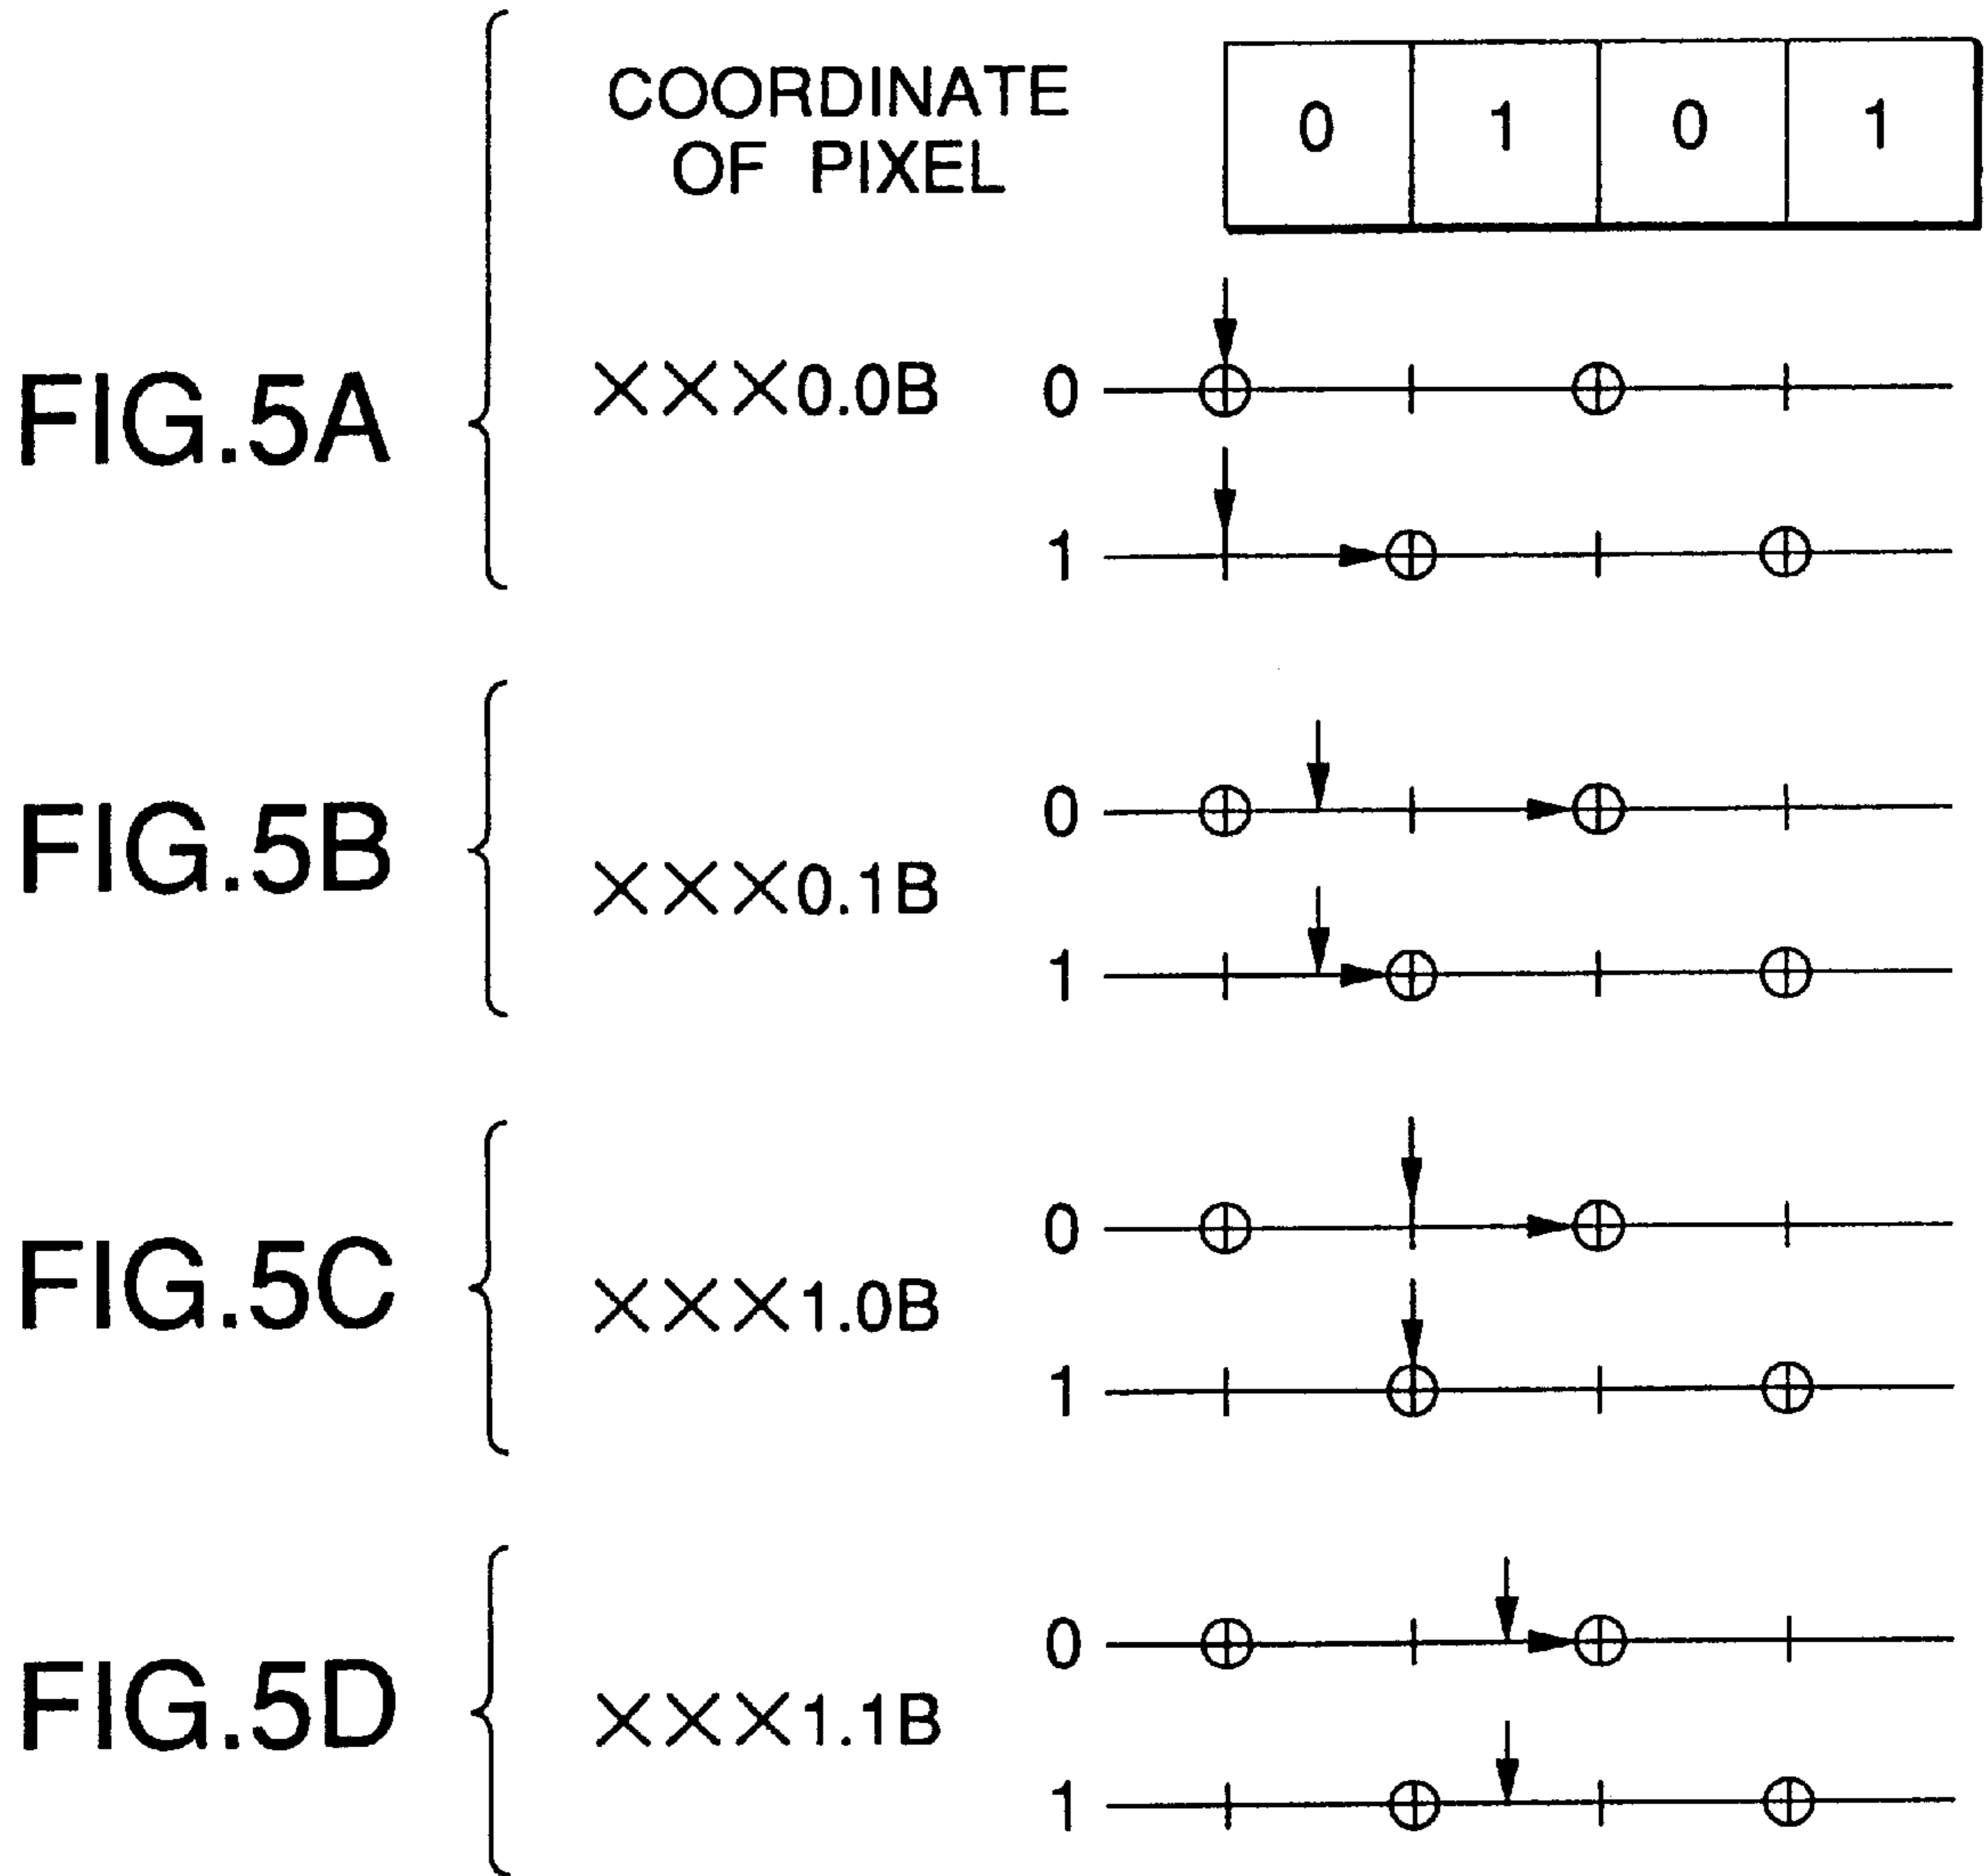 COORDINATE
OF PIXEL
0 1 0 1
FIG.5A
×××0.0B
0
1
FIG.5B
×××0.1B
0
1
FIG.5C
×××1.0B
0
1
FIG.5D
×××1.1B
0
1